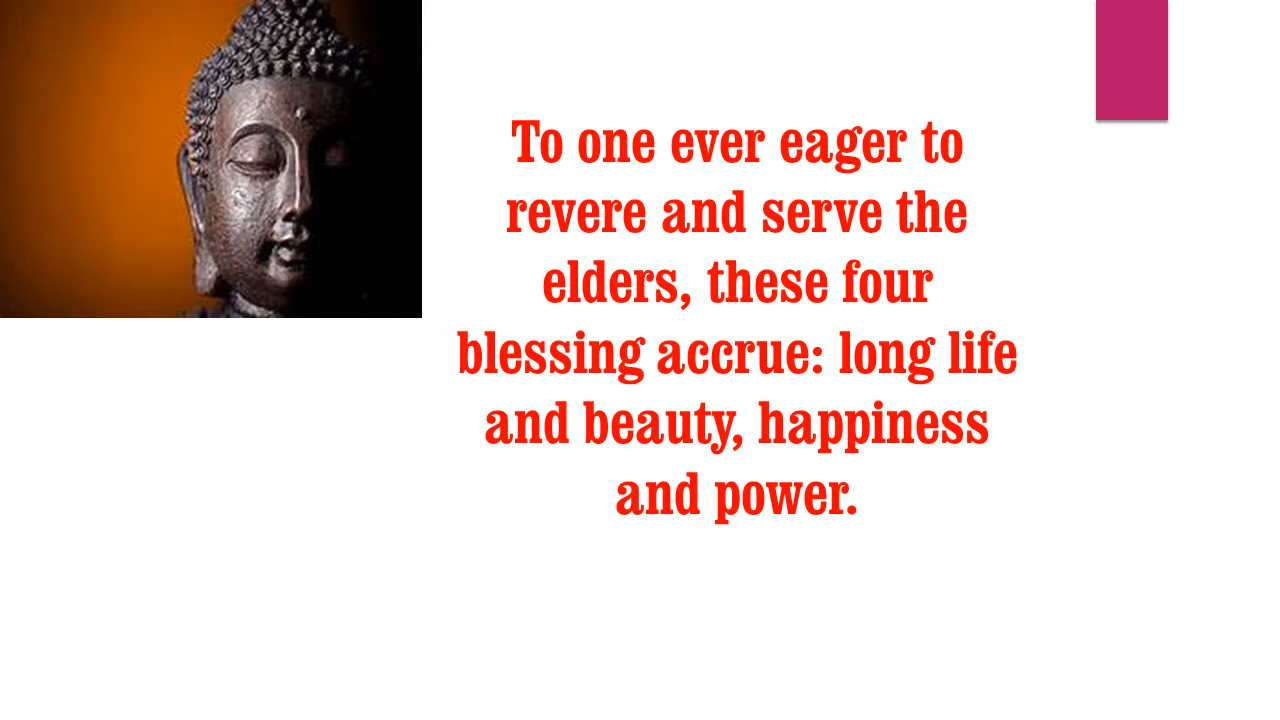 To one ever eager to
revere and serve the
elders, these four
blessing accrue: long life
and beauty, happiness
and power.